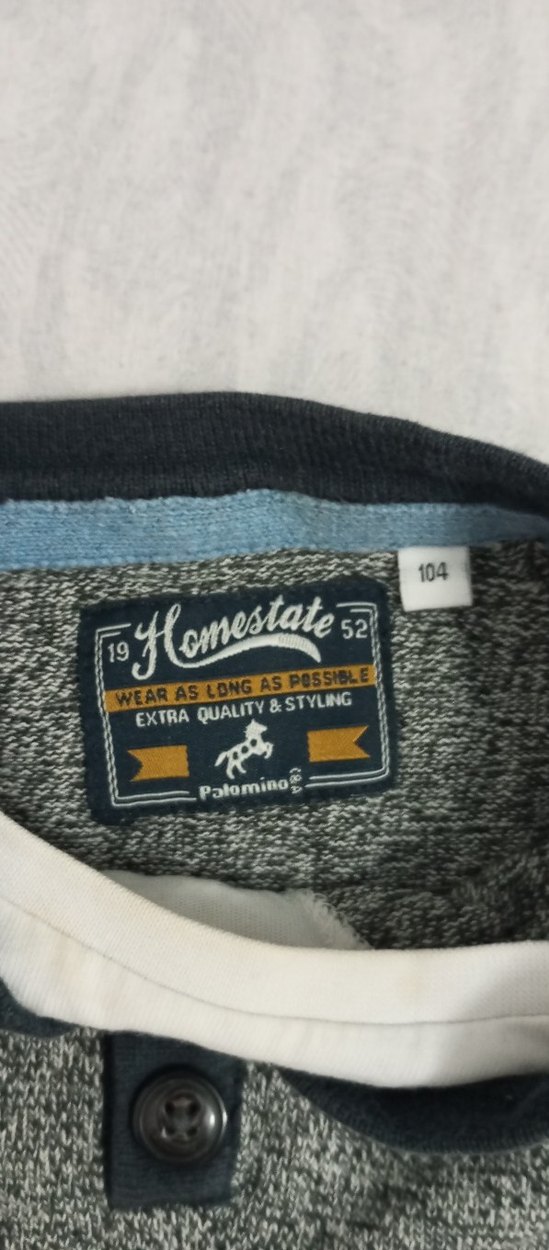 104
Homestate
19 52
WEAR AS LONG AS POSSIBLE
EXTRA QUALITY & STYLING
Palomino C&A